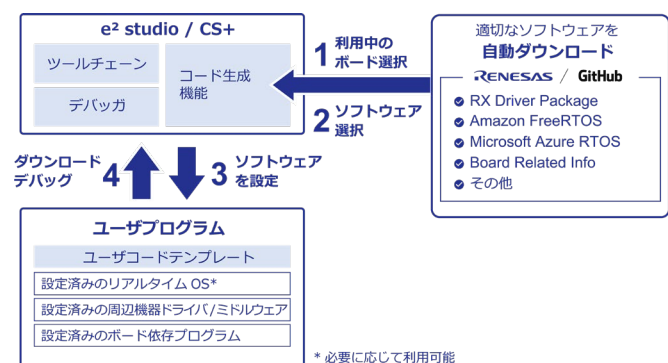 e² studio / CS+
ツールチェーン
デバッガ
コード生成
機能
1 利用中の
ボード選択
2 ソフトウェア
選択
適切なソフトウェアを
自動ダウンロード
RENESAS / GitHub
RX Driver Package
Amazon FreeRTOS
Microsoft Azure RTOS
Board Related Info
その他
ダウンロード
デバッグ 4
3 ソフトウェア
を設定
ユーザプログラム
ユーザコードテンプレート
設定済みのリアルタイム OS*
設定済みの周辺機器ドライバ/ミドルウェア
設定済みのボード依存プログラム
* 必要に応じて利用可能